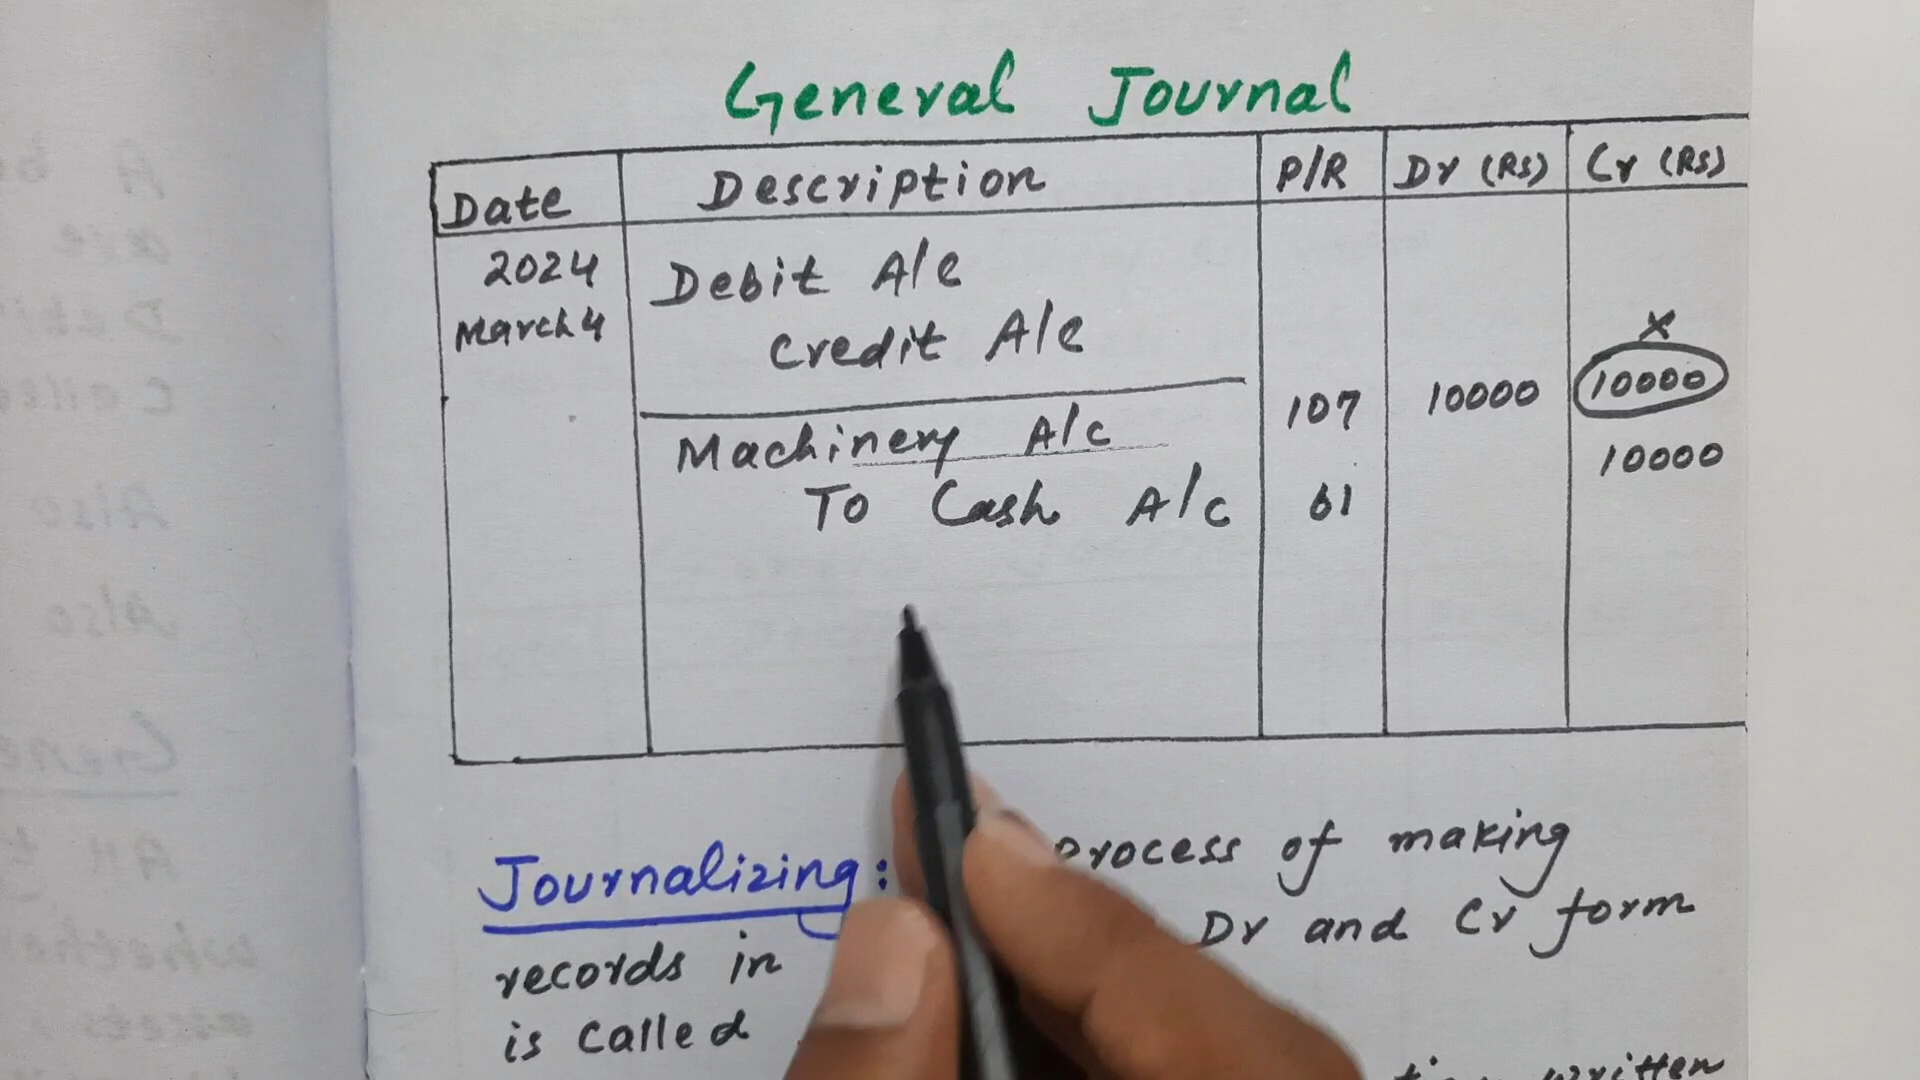 General Journal
Date Description P/R Dr (Rs) Cr (Rs)
2024 Debit A/c
March 4 Credit A/c
x
10000
Machinery A/c 107 10000
To Cash A/c 61 10000
Journalizing: process of making
records in Dr and Cr form
is called
written